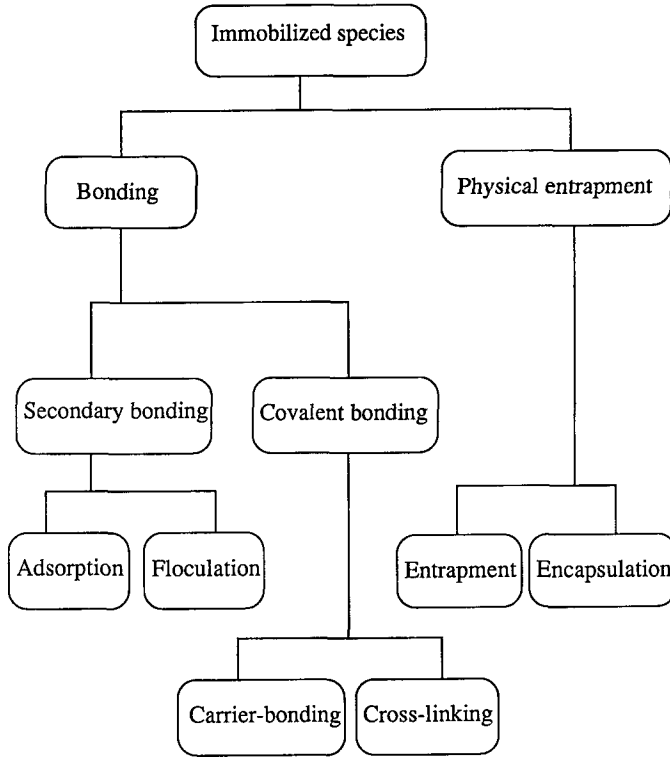 Immobilized species
Bonding
Physical entrapment
Secondary bonding
Covalent bonding
Adsorption
Floculation
Entrapment
Encapsulation
Carrier-bonding
Cross-linking